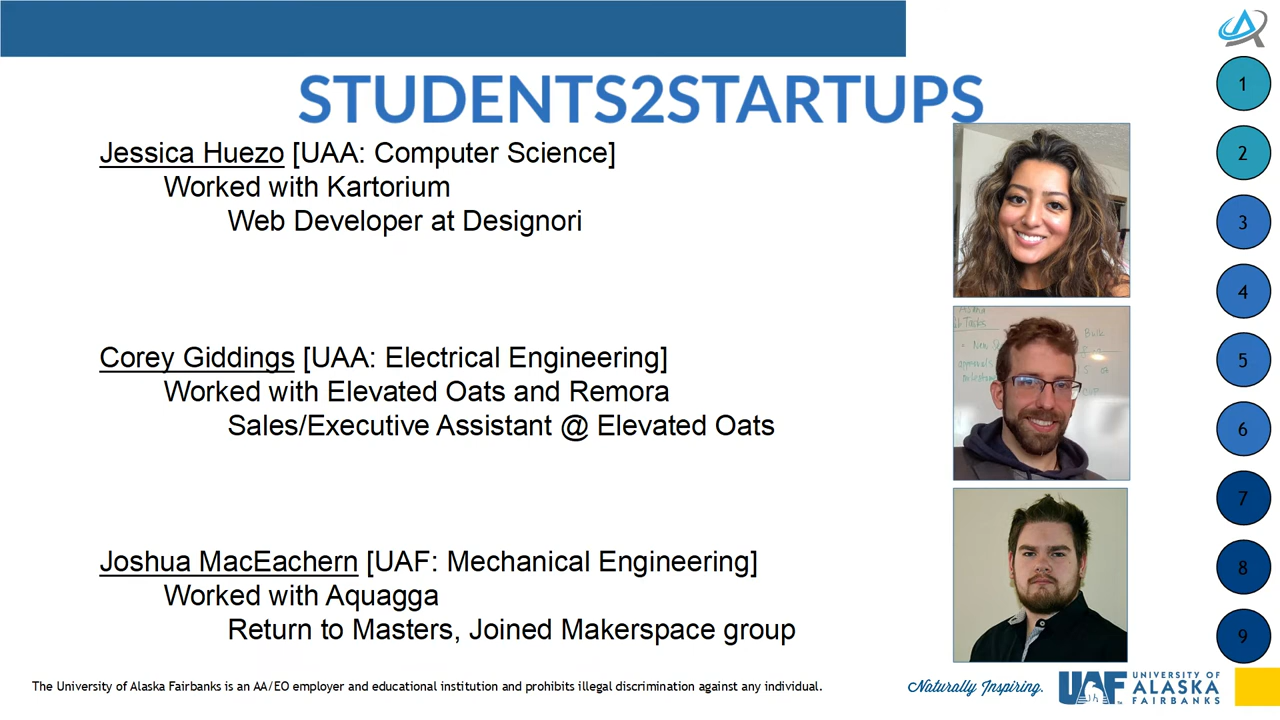 STUDENTS2STARTUPS
Jessica Huezo [UAA: Computer Science]
Worked with Kartorium
Web Developer at Designori
Corey Giddings [UAA: Electrical Engineering]
Worked with Elevated Oats and Remora
Sales/Executive Assistant @ Elevated Oats
Joshua MacEachern [UAF: Mechanical Engineering]
Worked with Aquagga
Return to Masters, Joined Makerspace group
1
2
3
4
5
6
7
8
9
Tasks
Bulk
The University of Alaska Fairbanks is an AA/EO employer and educational institution and prohibits illegal discrimination against any individual.
Naturally Inspiring.
UAF
UNIVERSITY OF
ALASKA
FAIRBANKS